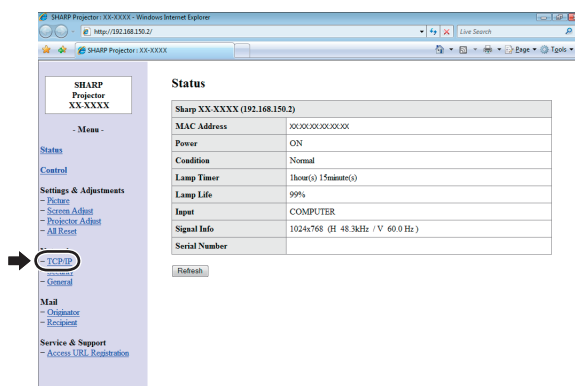 SHARP Projector : XX-XXXX - Windows Internet Explorer
http://192.168.150.2/
Live Search
SHARP Projector : XX-XXXX
Page
Tools
SHARP
Projector
XX-XXXX
- Menu -
Status
Control
Settings & Adjustments
- Picture
- Screen Adjust
- Projector Adjust
- All Reset
- TCP/IP
- General
Mail
- Originator
- Recipient
Service & Support
- Access URL Registration
Status
Sharp XX-XXXX (192.168.150.2)
MAC Address XX:XX:XX:XX:XX:XX
Power ON
Condition Normal
Lamp Timer 1hour(s) 15minute(s)
Lamp Life 99%
Input COMPUTER
Signal Info 1024x768 (H 48.3kHz / V 60.0 Hz )
Serial Number
Refresh